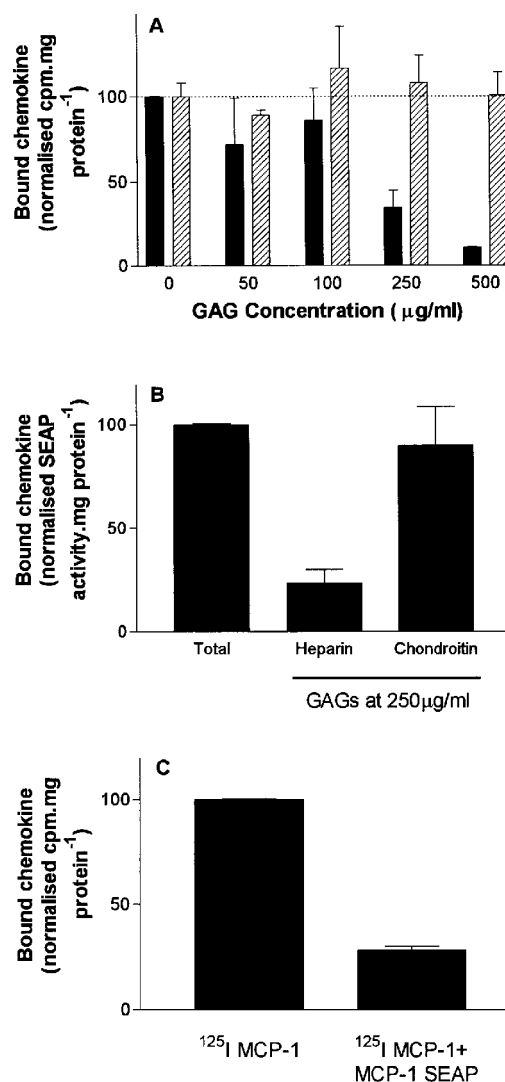 A
Bound chemokine
(normalised cpm.mg
protein⁻¹)
100
50
0
0 50 100 250 500
GAG Concentration ( μg/ml)
B
Bound chemokine
(normalised SEAP
activity.mg protein⁻¹)
100
50
0
Total Heparin Chondroitin
GAGs at 250μg/ml
C
Bound chemokine
(normalised cpm.mg
protein⁻¹)
100
50
0
¹²⁵I MCP-1 ¹²⁵I MCP-1+
MCP-1 SEAP